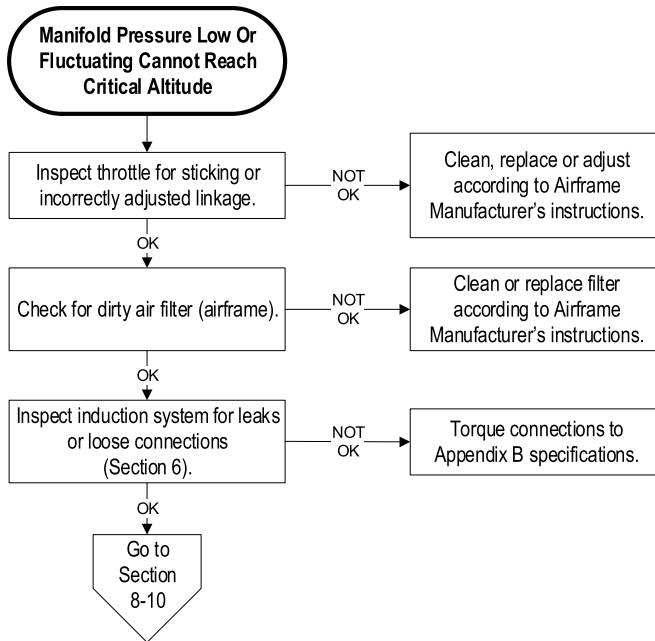 Manifold Pressure Low Or
Fluctuating Cannot Reach
Critical Altitude
Inspect throttle for sticking or
incorrectly adjusted linkage.
NOT
OK
Clean, replace or adjust
according to Airframe
Manufacturer's instructions.
OK
Check for dirty air filter (airframe).
NOT
OK
Clean or replace filter
according to Airframe
Manufacturer's instructions.
OK
Inspect induction system for leaks
or loose connections
(Section 6).
NOT
OK
Torque connections to
Appendix B specifications.
OK
Go to
Section
8-10